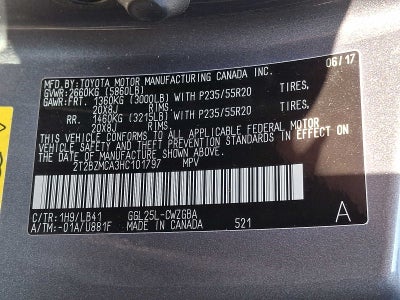 MFD.BY:TOYOTA MOTOR MANUFACTURING CANADA INC.
GVWR:2660KG (5860LB) 06/17
GAWR:FRT. 1360KG (3000LB) WITH P235/55R20 TIRES,
20X8J RIMS,
RR. 1460KG (3215LB) WITH P235/55R20 TIRES,
20X8J RIMS.
THIS VEHICLE CONFORMS TO ALL APPLICABLE FEDERAL MOTOR
VEHICLE SAFETY, BUMPER, AND THEFT PREVENTION STANDARDS
IN EFFECT ON THE DATE OF MANUFACTURE SHOWN ABOVE.
2T2BZMCA3HC101797 MPV
C/TR: 1H9/LB41 GGL25L-CWZGBA
A/TM: -01A/U881F MADE IN CANADA 521
A